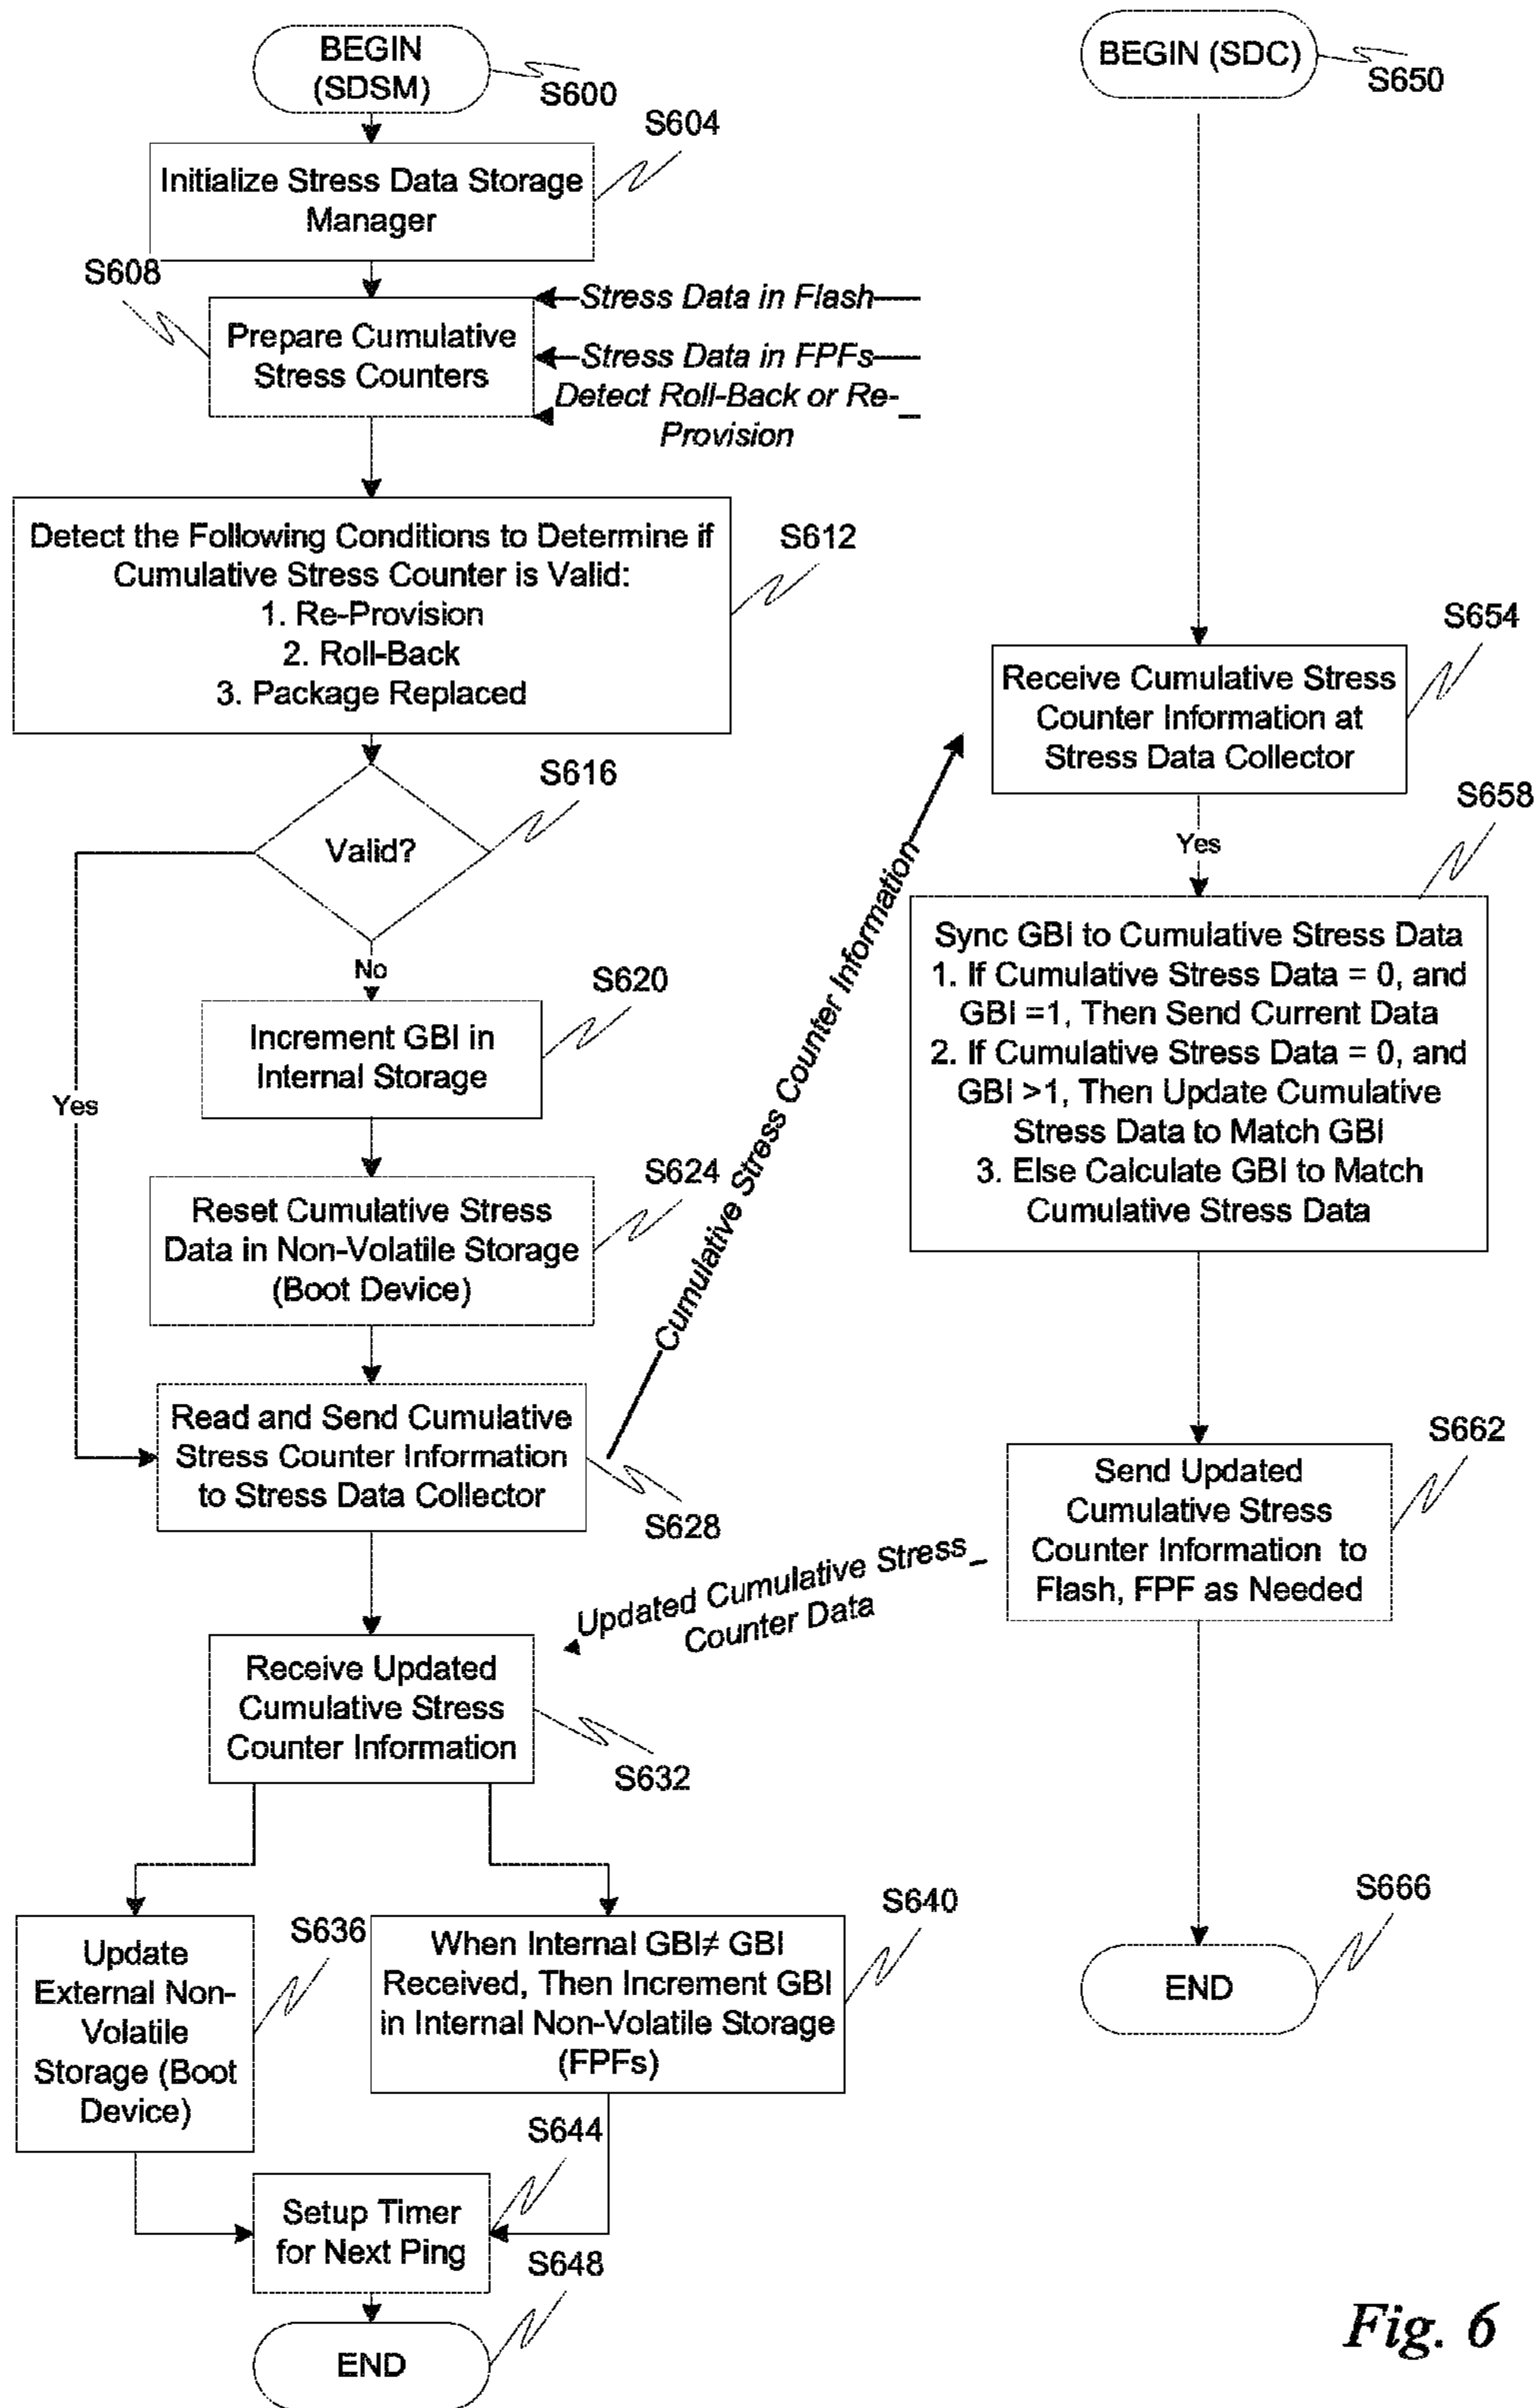 BEGIN
(SDSM)
S600
S604
Initialize Stress Data Storage
Manager
S608
Prepare Cumulative
Stress Counters
Stress Data in Flash
Stress Data in FPFs
Detect Roll-Back or Re-
Provision
Detect the Following Conditions to Determine if
Cumulative Stress Counter is Valid:
1. Re-Provision
2. Roll-Back
3. Package Replaced
S612
S616
Valid?
No
Yes
S620
Increment GBI in
Internal Storage
S624
Reset Cumulative Stress
Data in Non-Volatile Storage
(Boot Device)
Read and Send Cumulative
Stress Counter Information
to Stress Data Collector
S628
Cumulative Stress Counter Information
Updated Cumulative Stress
Counter Data
Receive Updated
Cumulative Stress
Counter Information
S632
Update
External Non-
Volatile
Storage (Boot
Device)
S636
When Internal GBI≠ GBI
Received, Then Increment GBI
in Internal Non-Volatile Storage
(FPFs)
S640
S644
Setup Timer
for Next Ping
S648
END
BEGIN (SDC)
S650
S654
Receive Cumulative Stress
Counter Information at
Stress Data Collector
Yes
S658
Sync GBI to Cumulative Stress Data
1. If Cumulative Stress Data = 0, and
GBI =1, Then Send Current Data
2. If Cumulative Stress Data = 0, and
GBI >1, Then Update Cumulative
Stress Data to Match GBI
3. Else Calculate GBI to Match
Cumulative Stress Data
S662
Send Updated
Cumulative Stress
Counter Information to
Flash, FPF as Needed
S666
END
Fig. 6